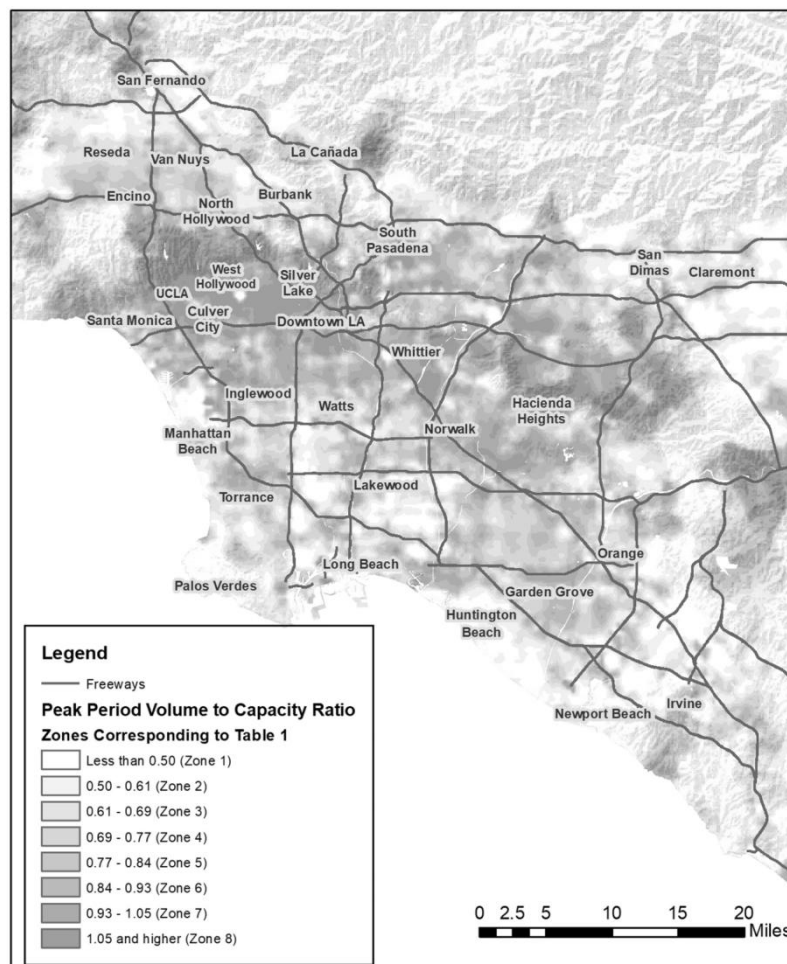 San Fernando
Reseda
Van Nuys
La Cañada
Encino
North
Hollywood
Burbank
South
Pasadena
San
Dimas
Claremont
West
Hollywood
Silver
Lake
UCLA
Santa Monica
Culver
City
Downtown LA
Whittier
Inglewood
Watts
Hacienda
Heights
Manhattan
Beach
Norwalk
Torrance
Lakewood
Palos Verdes
Long Beach
Orange
Garden Grove
Huntington
Beach
Newport Beach
Irvine
Legend
Freeways
Peak Period Volume to Capacity Ratio
Zones Corresponding to Table 1
Less than 0.50 (Zone 1)
0.50 - 0.61 (Zone 2)
0.61 - 0.69 (Zone 3)
0.69 - 0.77 (Zone 4)
0.77 - 0.84 (Zone 5)
0.84 - 0.93 (Zone 6)
0.93 - 1.05 (Zone 7)
1.05 and higher (Zone 8)
0 2.5 5 10 15 20
Miles